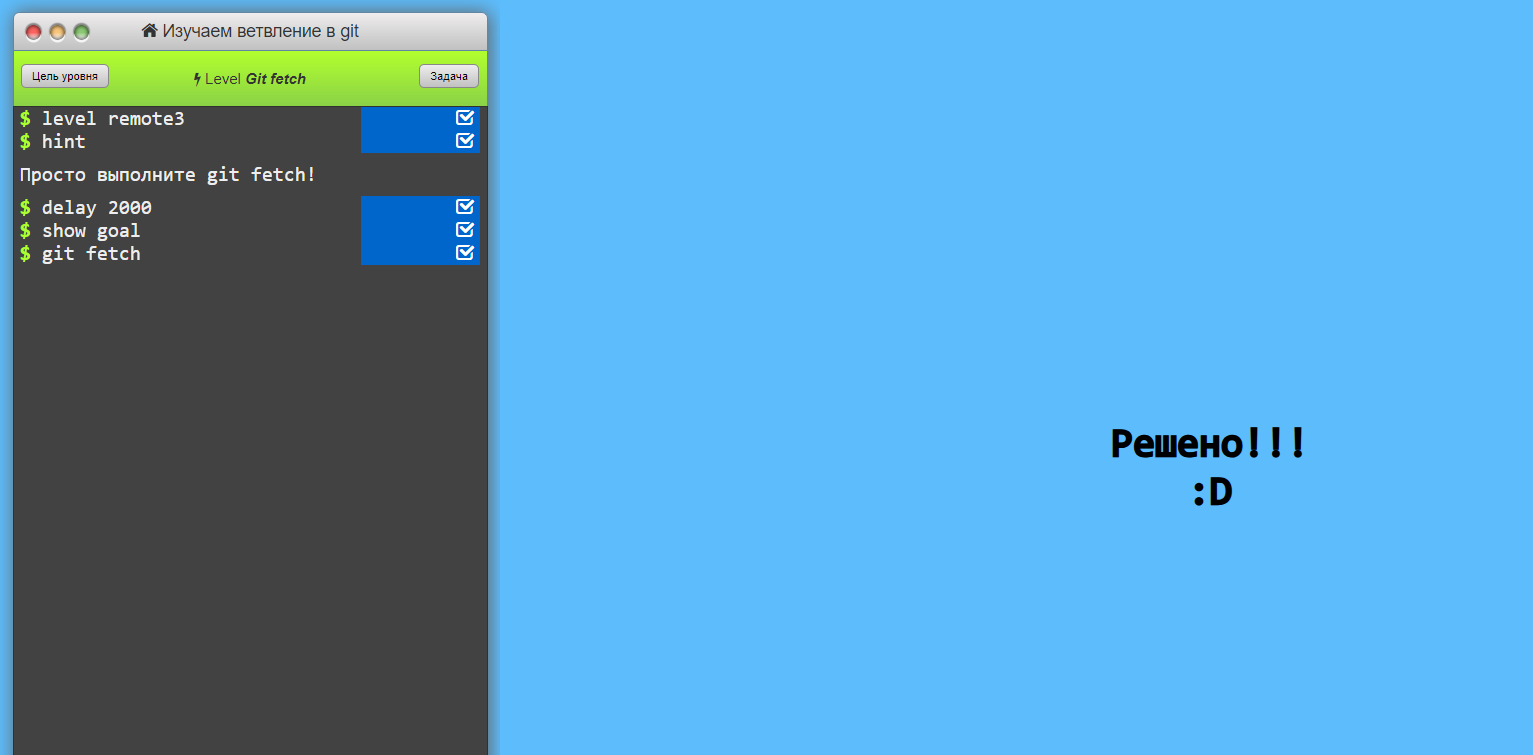 Изучаем ветвление в git
Цель уровня
Level Git fetch
Задача
$ level remote3
$ hint
Просто выполните git fetch!
$ delay 2000
$ show goal
$ git fetch
Решено!!!
:D